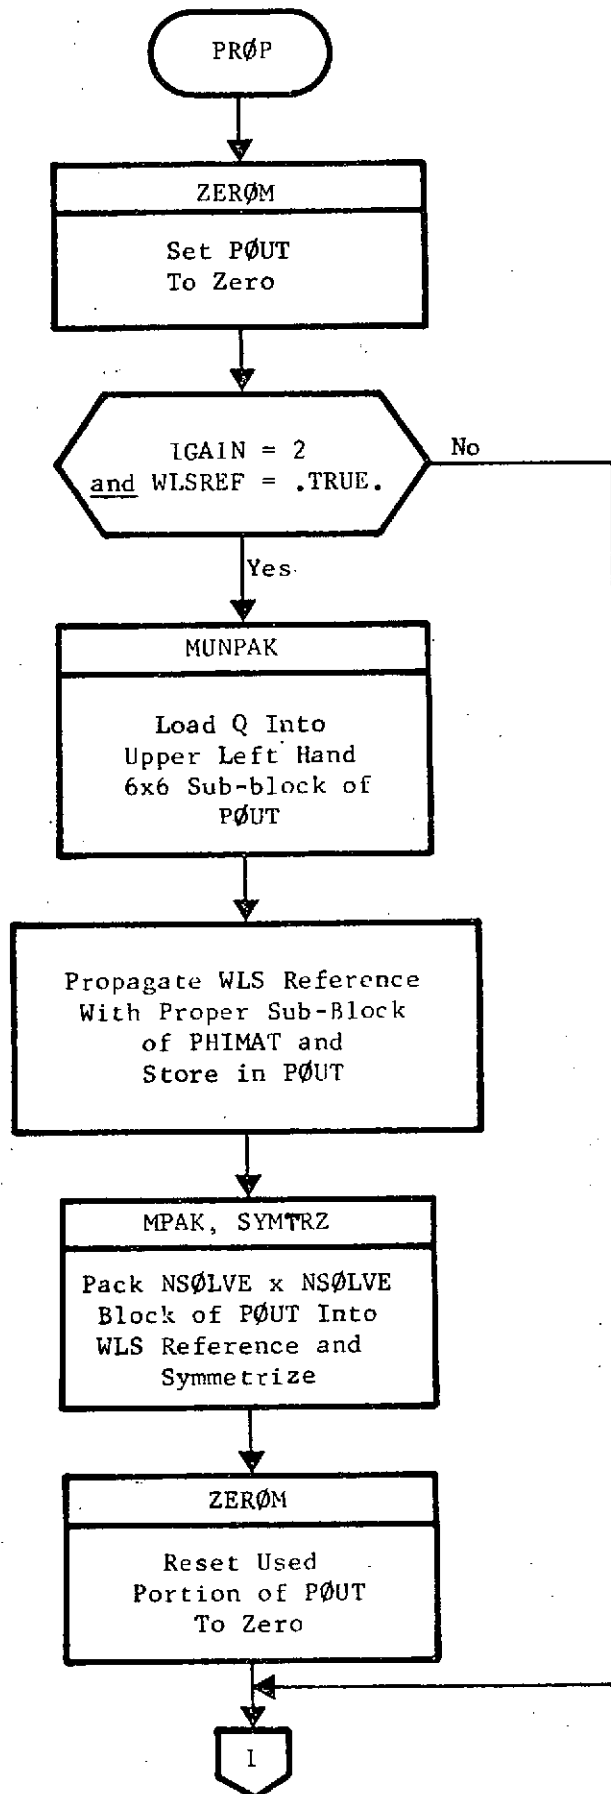 PRØP
ZERØM
Set PØUT
To Zero
IGAIN = 2
and WLSREF = .TRUE.
No
Yes
MUNPAK
Load Q Into
Upper Left Hand
6x6 Sub-block of
PØUT
Propagate WLS Reference
With Proper Sub-Block
of PHIMAT and
Store in PØUT
MPAK, SYMTRZ
Pack NSØLVE x NSØLVE
Block of PØUT Into
WLS Reference and
Symmetrize
ZERØM
Reset Used
Portion of PØUT
To Zero
1